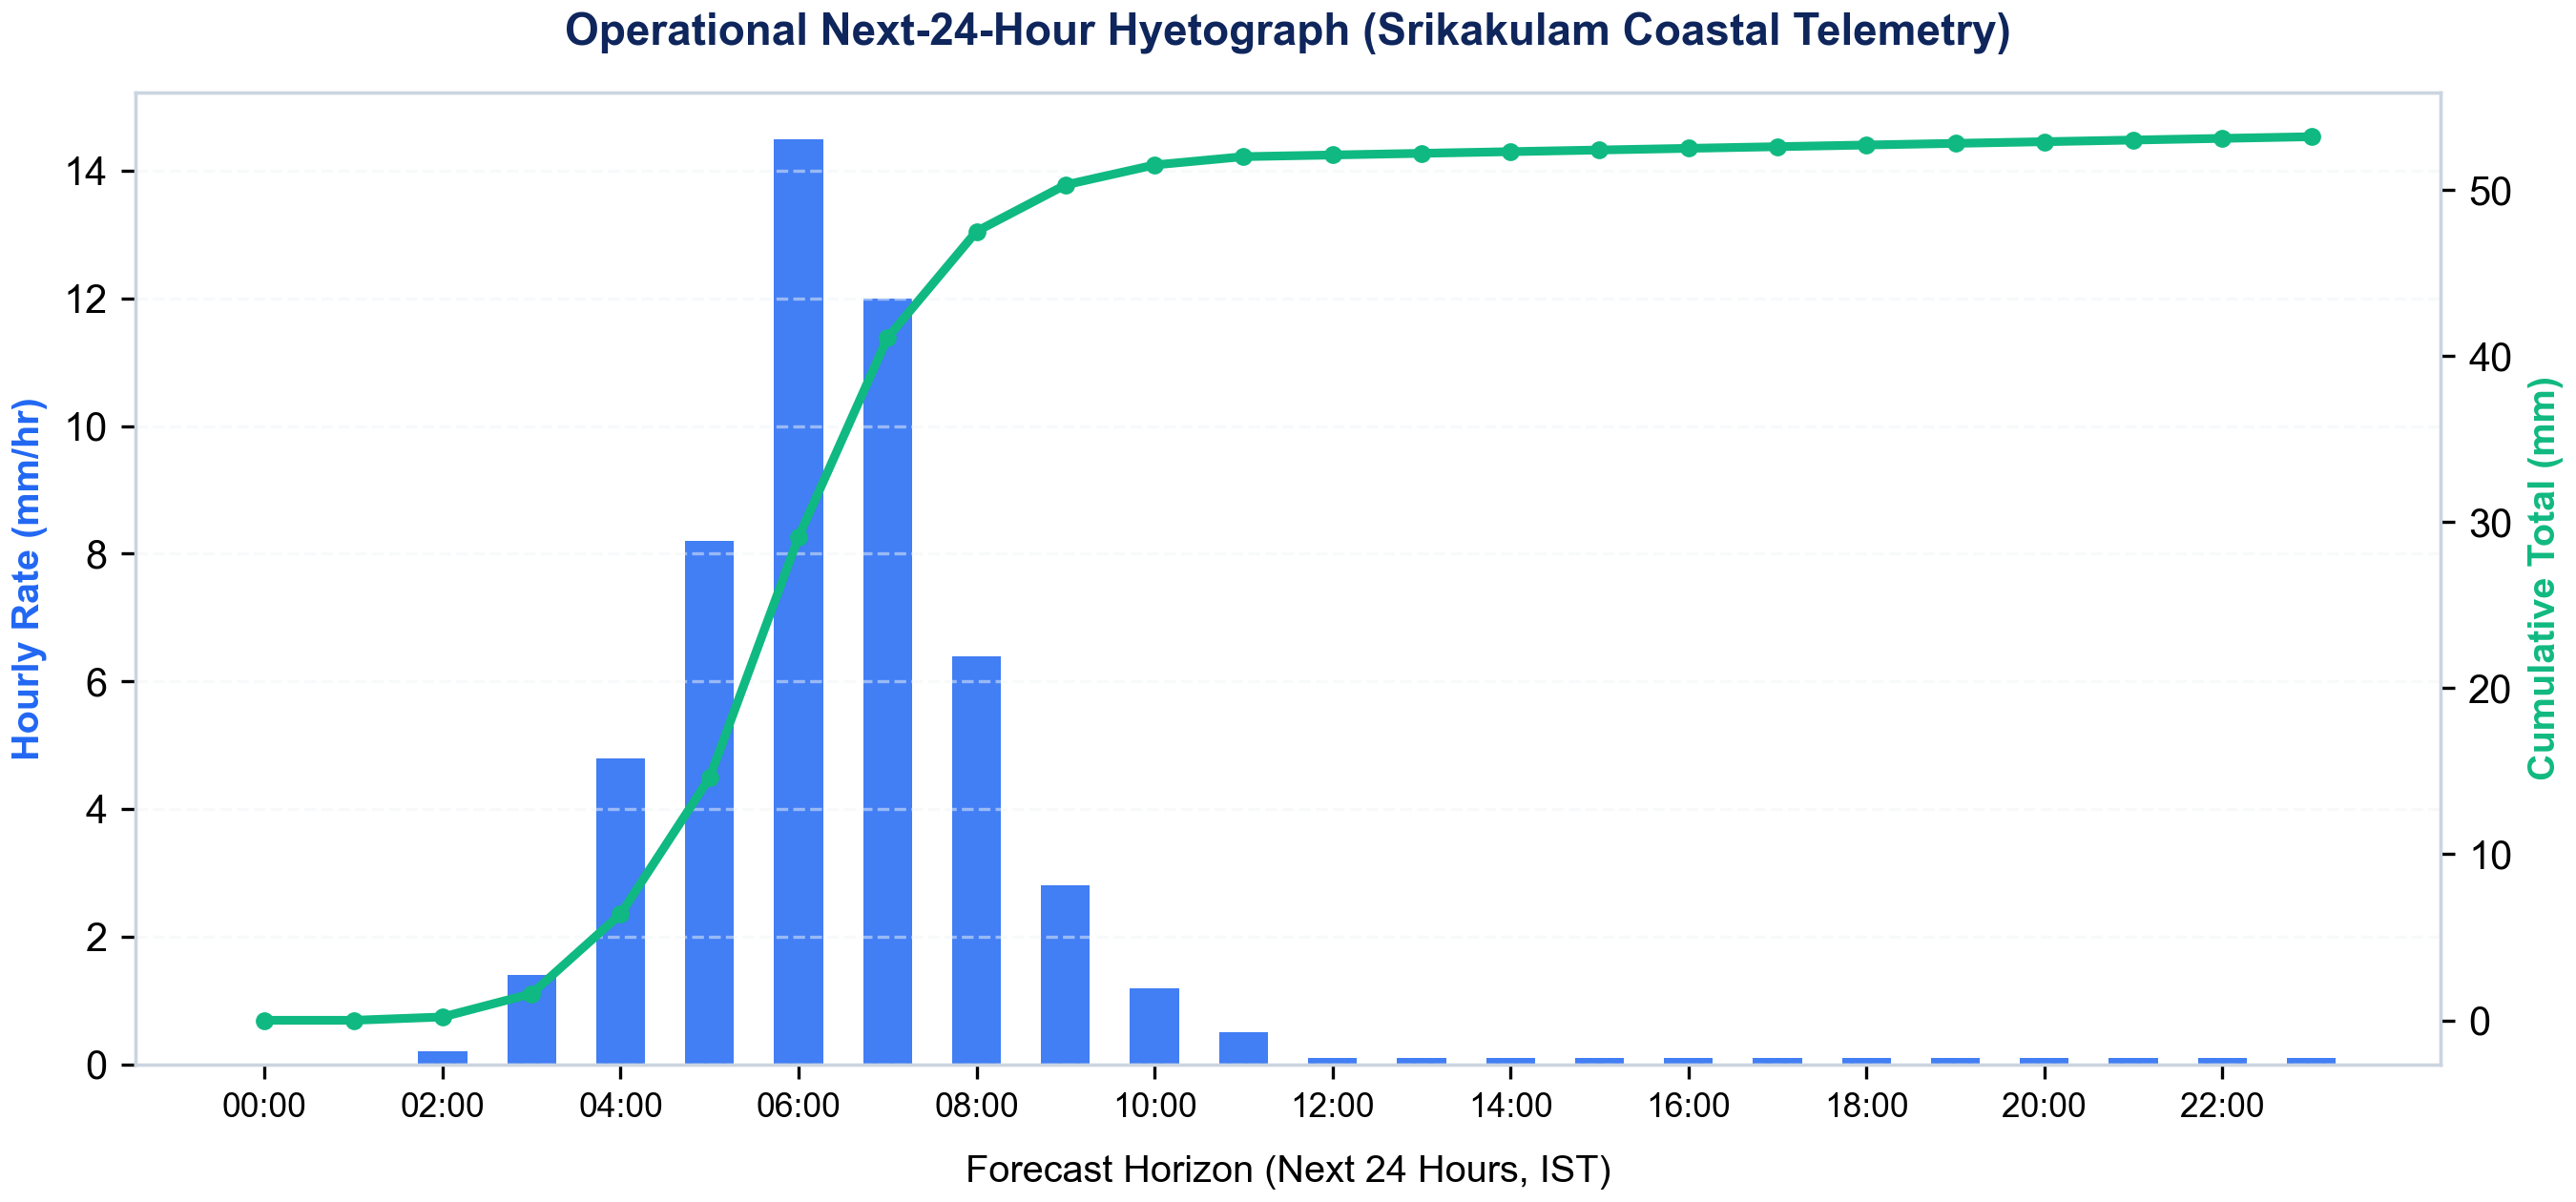 Operational Next-24-Hour Hyetograph (Srikakulam Coastal Telemetry)
Hourly Rate (mm/hr)
14
12
10
8
6
4
2
0
50
40
30
20
10
0
Cumulative Total (mm)
00:00 02:00 04:00 06:00 08:00 10:00 12:00 14:00 16:00 18:00 20:00 22:00
Forecast Horizon (Next 24 Hours, IST)